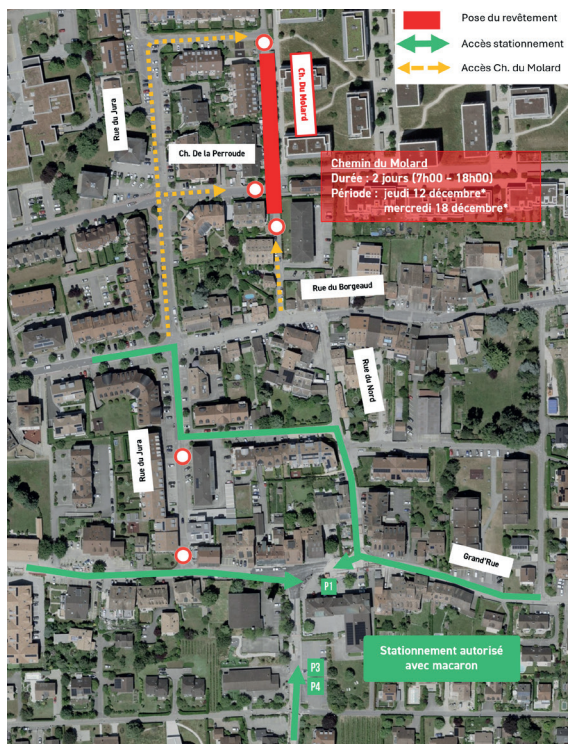 Pose du revêtement
Accès stationnement
Accès Ch. du Molard
Rue du Jura
Ch. Du Molard
Ch. De la Perroude
Chemin du Molard
Durée : 2 jours (7h00 – 18h00)
Période : jeudi 12 décembre*
mercredi 18 décembre*
Rue du Borgeaud
Rue du Nord
Rue du Jura
Grand'Rue
P1
Stationnement autorisé
avec macaron
P3
P4